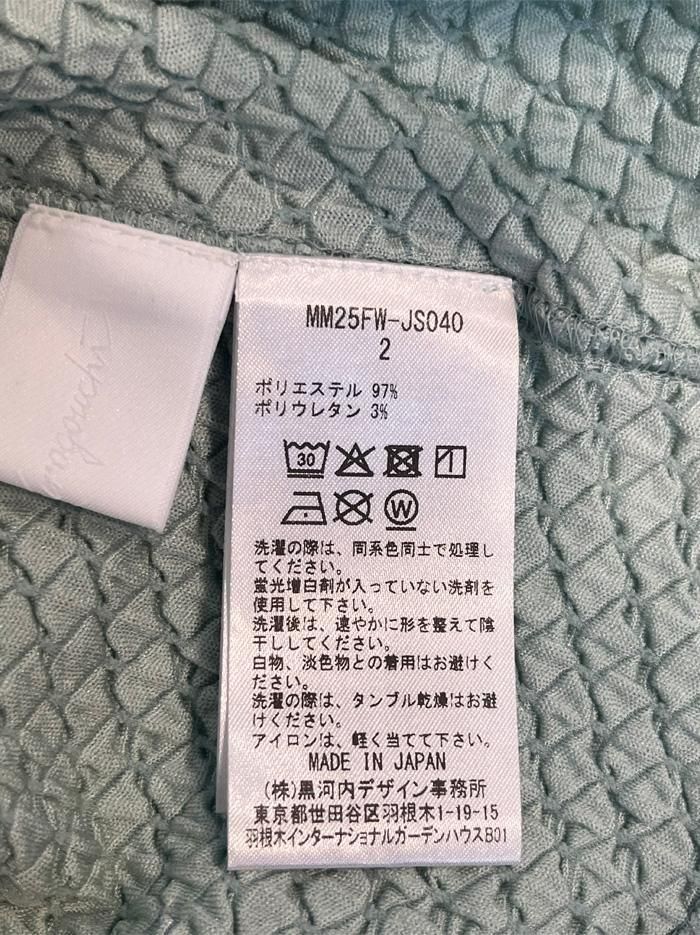 MM25FW-JS040
2
ポリエステル 97%
ポリウレタン 3%
30
W
洗濯の際は、同系色同士で処理し
てください。
蛍光増白剤が入っていない洗剤を
使用して下さい。
洗濯後は、速やかに形を整えて陰
干ししてください。
白物、淡色物との着用はお避けく
ださい。
洗濯の際は、タンブル乾燥はお避
けください。
アイロンは、軽く当てて下さい。
MADE IN JAPAN
(株)黒河内デザイン事務所
東京都世田谷区羽根木1-19-15
羽根木インターナショナルガーデンハウスB01